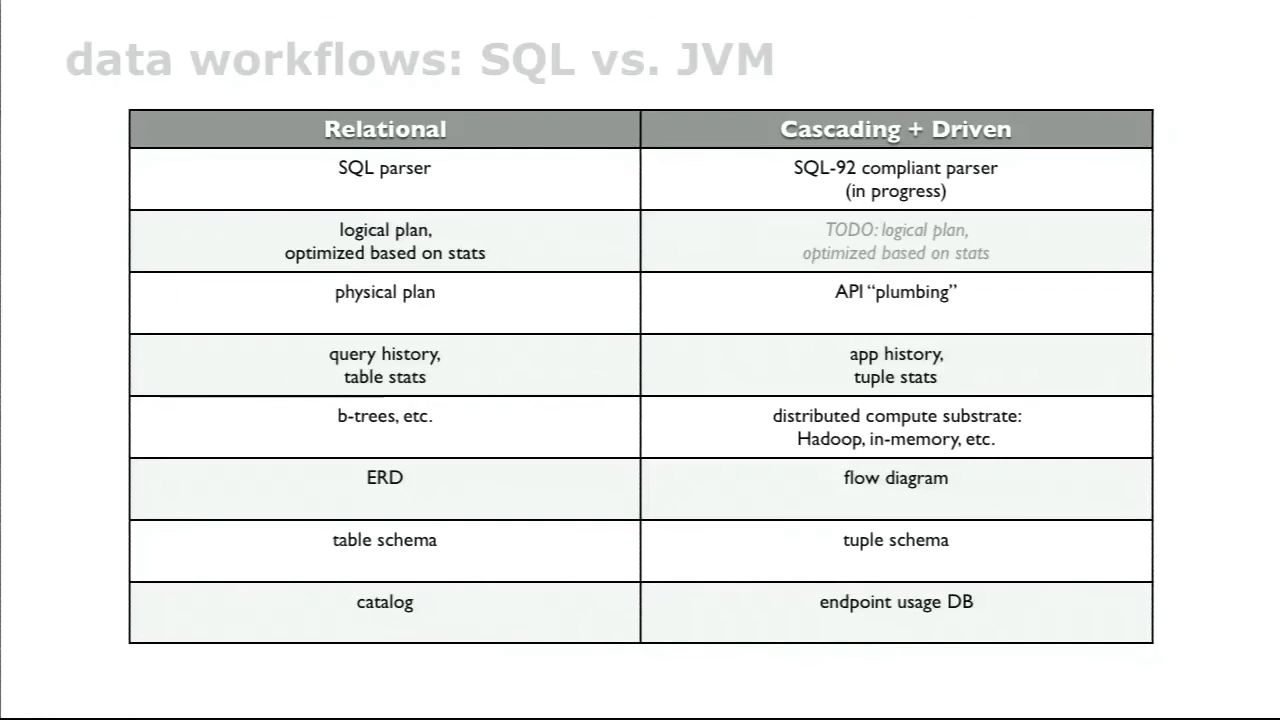 data workflows: SQL vs. JVM
Relational
Cascading + Driven
SQL parser
SQL-92 compliant parser
(in progress)
logical plan,
optimized based on stats
TODO: logical plan,
optimized based on stats
physical plan
API “plumbing”
query history,
table stats
app history,
tuple stats
b-trees, etc.
distributed compute substrate:
Hadoop, in-memory, etc.
ERD
flow diagram
table schema
tuple schema
catalog
endpoint usage DB